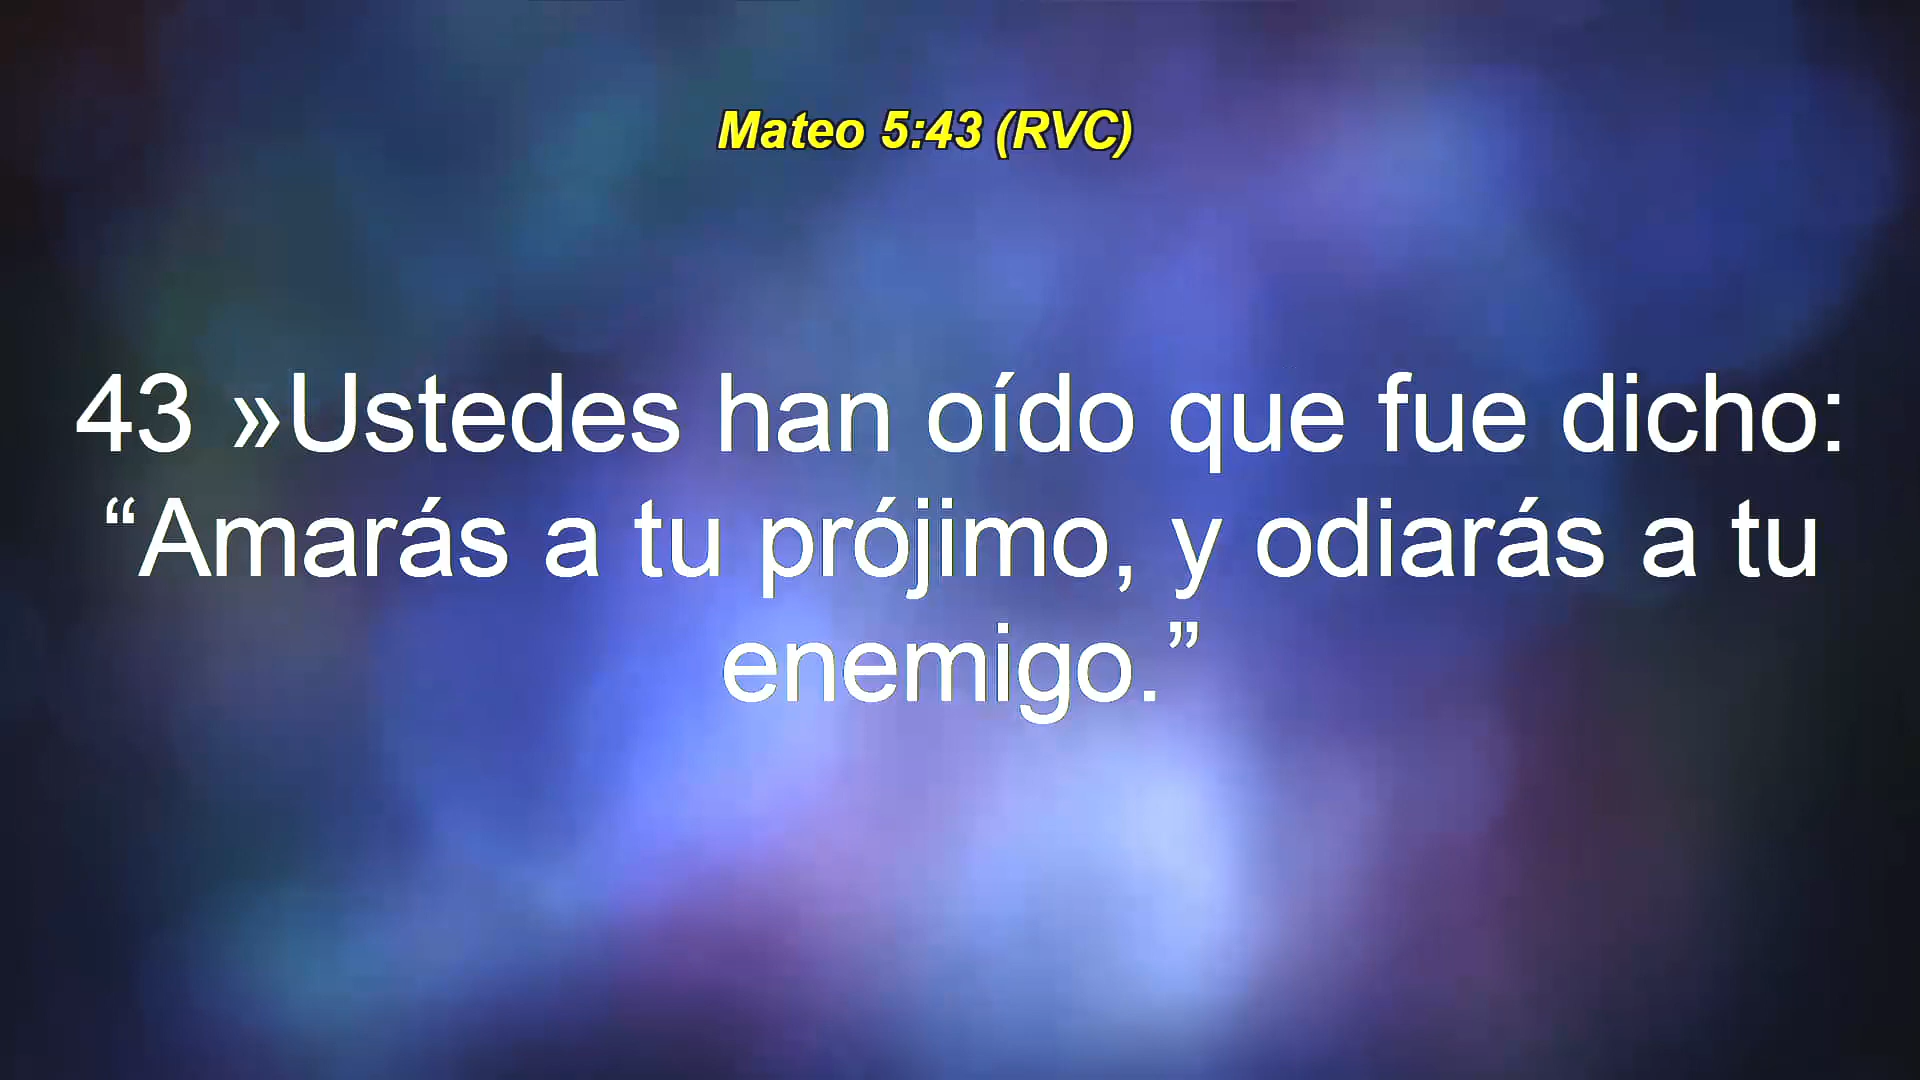 Mateo 5:43 (RVC)
43 »Ustedes han oído que fue dicho:
“Amarás a tu prójimo, y odiarás a tu
enemigo.”